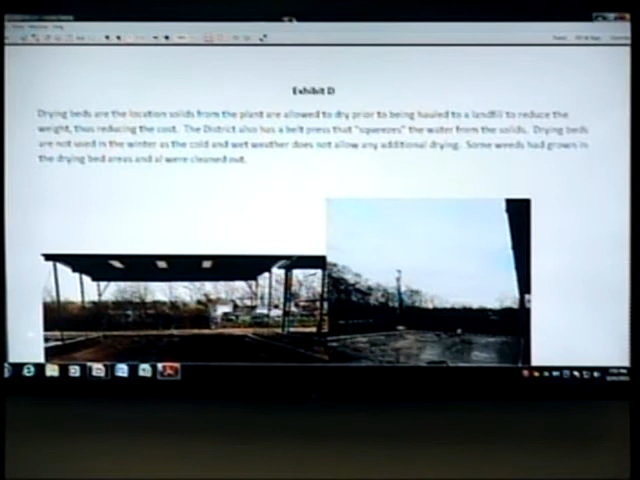 Exhibit D
Drying beds are the location solids from the plant are allowed to dry prior to being hauled to a landfill to reduce the
weight, thus reducing the cost. The District also has a belt press that "squeezes" the water from the solids. Drying beds
are not used in the winter as the cold and wet weather does not allow any additional drying. Some weeds had grown in
the drying bed areas and al were cleaned out.